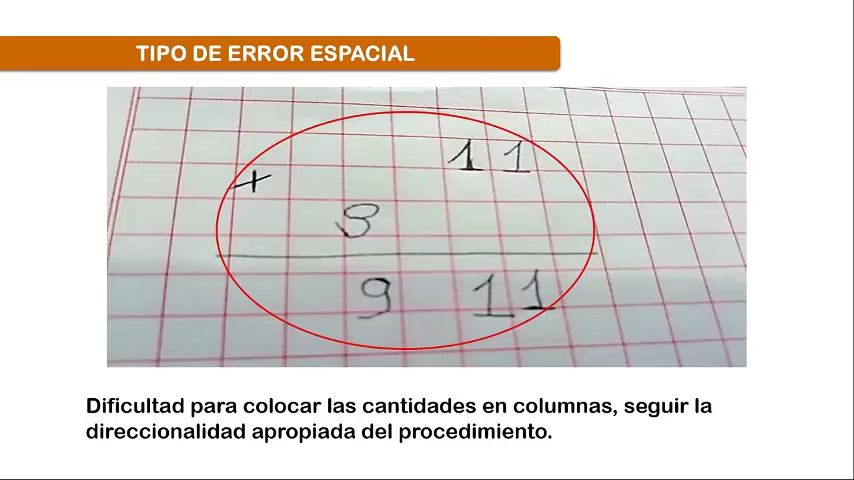 TIPO DE ERROR ESPACIAL
11
+
9
9 11
Dificultad para colocar las cantidades en columnas, seguir la
direccionalidad apropiada del procedimiento.